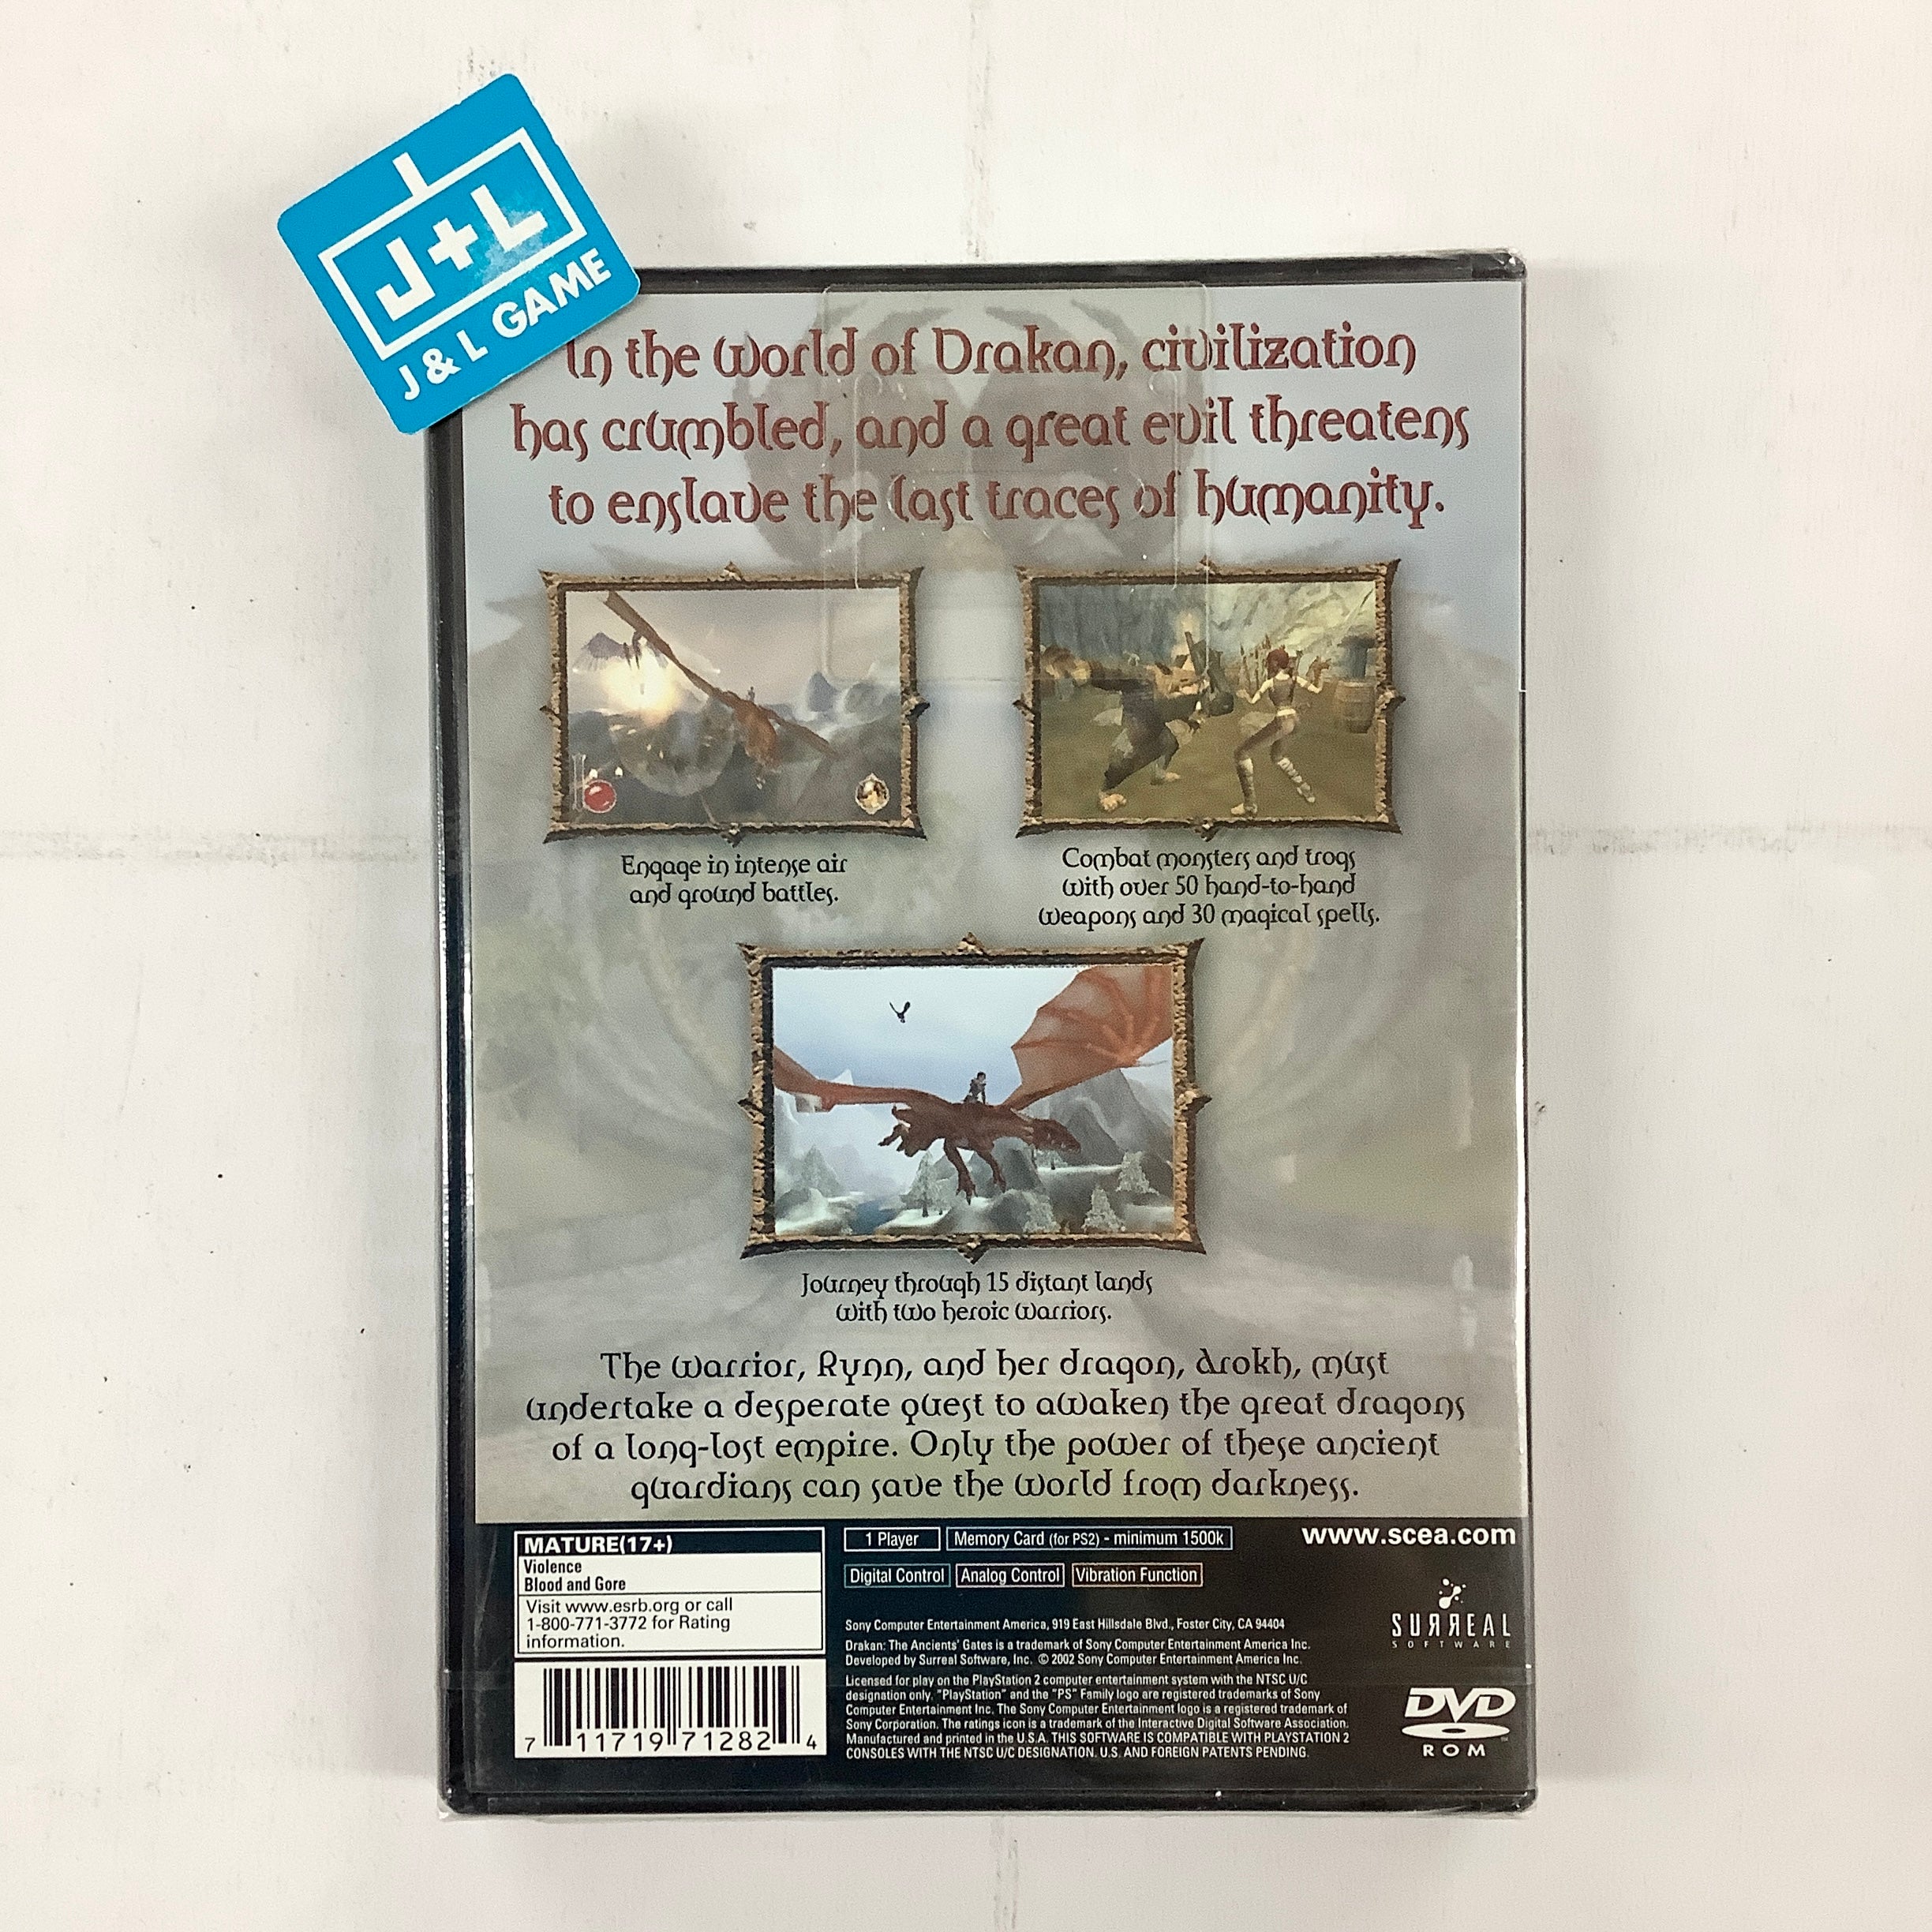 J+L
J & L GAME
In the world of Drakan, civilization
has crumbled, and a great evil threatens
to enslave the last traces of humanity.
Engage in intense air
and ground battles.
Combat monsters and trogs
with over 50 hand-to-hand
weapons and 30 magical spells.
Journey through 15 distant lands
with two heroic warriors.
The warrior, Rynn, and her dragon, Arokh, must
undertake a desperate quest to awaken the great dragons
of a long-lost empire. Only the power of these ancient
guardians can save the world from darkness.
MATURE(17+)
Violence
Blood and Gore
Visit www.esrb.org or call
1-800-771-3772 for Rating
information.
7 11719 71282 4
1 Player
Memory Card (for PS2) - minimum 1500k
Digital Control
Analog Control
Vibration Function
www.scea.com
Sony Computer Entertainment America, 919 East Hillsdale Blvd., Foster City, CA 94404
Drakan: The Ancients' Gates is a trademark of Sony Computer Entertainment America Inc.
Developed by Surreal Software, Inc. © 2002 Sony Computer Entertainment America Inc.
Licensed for play on the PlayStation 2 computer entertainment system with the NTSC U/C
designation only. "PlayStation" and the "PS" Family logo are registered trademarks of Sony
Computer Entertainment Inc. The Sony Computer Entertainment logo is a registered trademark of
Sony Corporation. The ratings icon is a trademark of the Interactive Digital Software Association.
Manufactured and printed in the U.S.A. THIS SOFTWARE IS COMPATIBLE WITH PLAYSTATION 2
CONSOLES WITH THE NTSC U/C DESIGNATION. U.S. AND FOREIGN PATENTS PENDING.
SURREAL
SOFTWARE
DVD
ROM